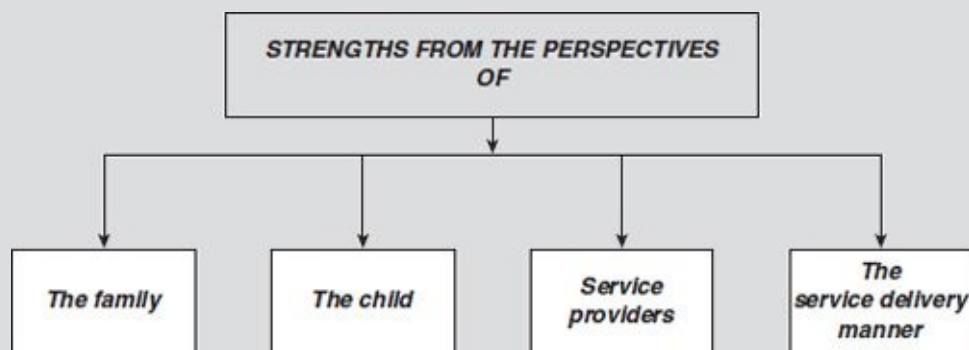 STRENGTHS FROM THE PERSPECTIVES
OF
The family
The child
Service
providers
The
service delivery
manner